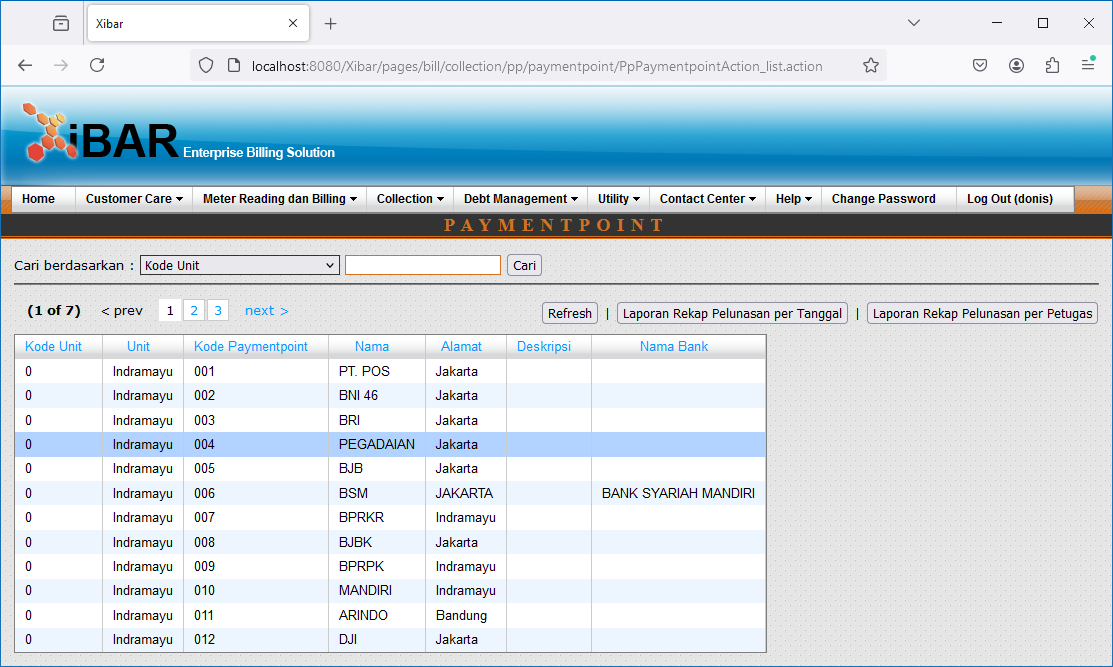 Xibar
localhost:8080/Xibar/pages/bill/collection/pp/paymentpoint/PpPaymentpointAction_list.action
iBAR Enterprise Billing Solution
Home Customer Care Meter Reading dan Billing Collection Debt Management Utility Contact Center Help Change Password Log Out (donis)
PAYMENTPOINT
Cari berdasarkan : Kode Unit Cari
(1 of 7) < prev 1 2 3 next > Refresh | Laporan Rekap Pelunasan per Tanggal | Laporan Rekap Pelunasan per Petugas
Kode Unit Unit Kode Paymentpoint Nama Alamat Deskripsi Nama Bank
0 Indramayu 001 PT. POS Jakarta
0 Indramayu 002 BNI 46 Jakarta
0 Indramayu 003 BRI Jakarta
0 Indramayu 004 PEGADAIAN Jakarta
0 Indramayu 005 BJB Jakarta
0 Indramayu 006 BSM JAKARTA BANK SYARIAH MANDIRI
0 Indramayu 007 BPRKR Indramayu
0 Indramayu 008 BJBK Jakarta
0 Indramayu 009 BPRPK Indramayu
0 Indramayu 010 MANDIRI Indramayu
0 Indramayu 011 ARINDO Bandung
0 Indramayu 012 DJI Jakarta